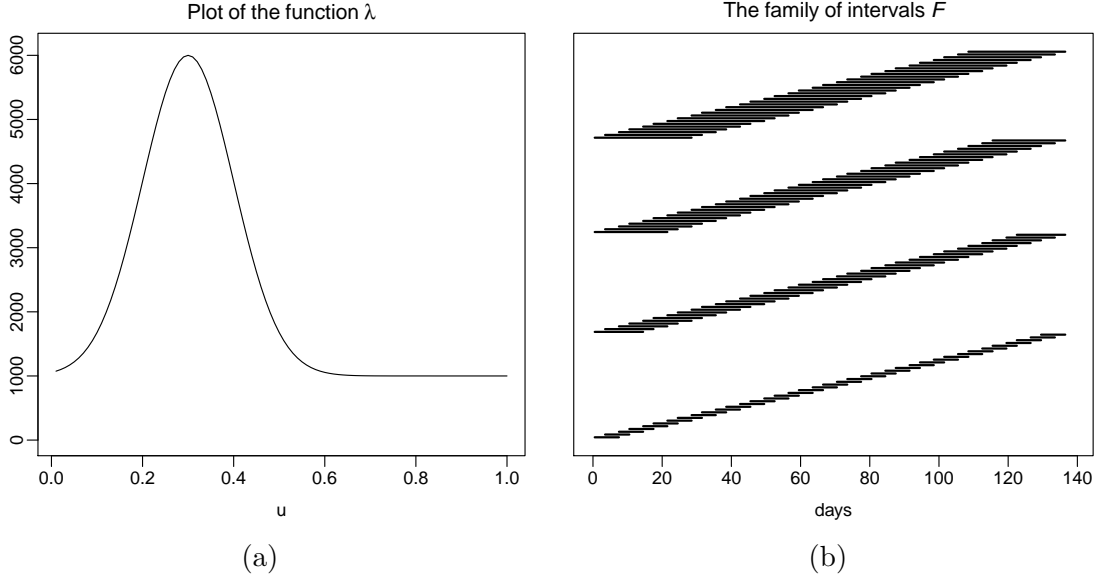 Plot of the function λ
6000
5000
4000
3000
2000
1000
0
0.0 0.2 0.4 0.6 0.8 1.0
u
(a)
The family of intervals F
0 20 40 60 80 100 120 140
days
(b)